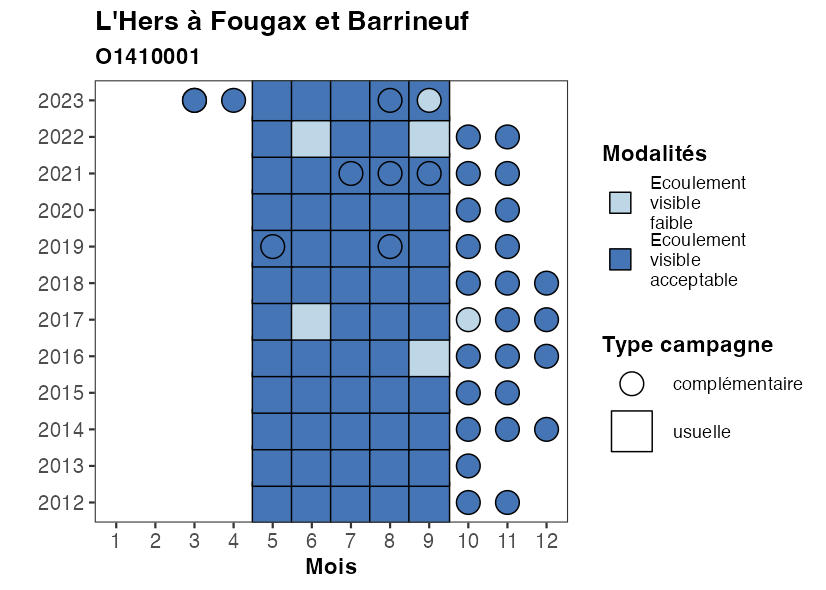 L'Hers à Fougax et Barrineuf
O1410001
2023
2022
2021
2020
2019
2018
2017
2016
2015
2014
2013
2012
1 2 3 4 5 6 7 8 9 10 11 12
Mois
Modalités
Ecoulement
visible
faible
Ecoulement
visible
acceptable
Type campagne
complémentaire
usuelle